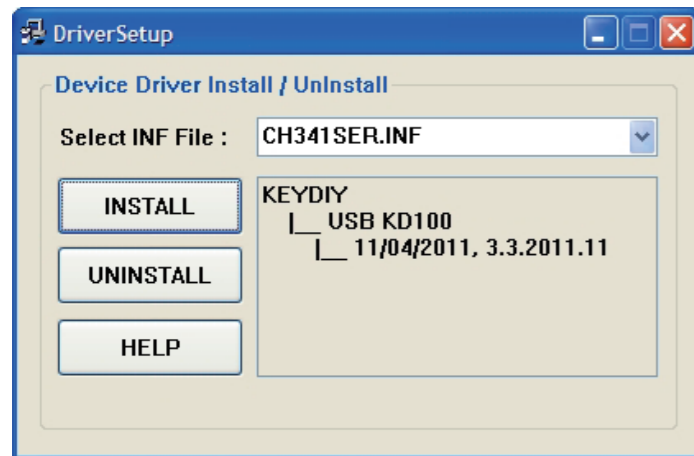 DriverSetup
Device Driver Install / UnInstall
Select INF File :
CH341SER.INF
INSTALL
UNINSTALL
HELP
KEYDIY
|__ USB KD100
|__ 11/04/2011, 3.3.2011.11